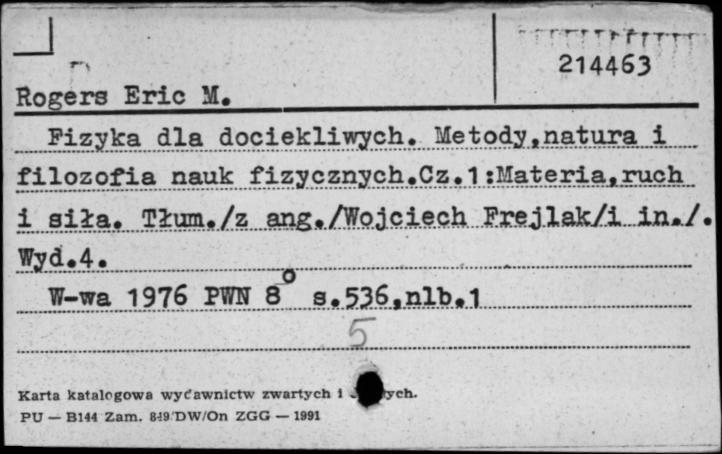 214463
Rogers Eric M.
Fizyka dla dociekliwych. Metody,natura i
filozofia nauk fizycznych.Cz.1:Materia,ruch
i siła. Tłum./z ang./Wojciech Frejlak/i in./.
Wyd.4.
W-wa 1976 PWN 8° s.536,nlb.1
5
Karta katalogowa wydawnictw zwartych i
PU — B144 Zam. 849/DW/On ZGG — 1991